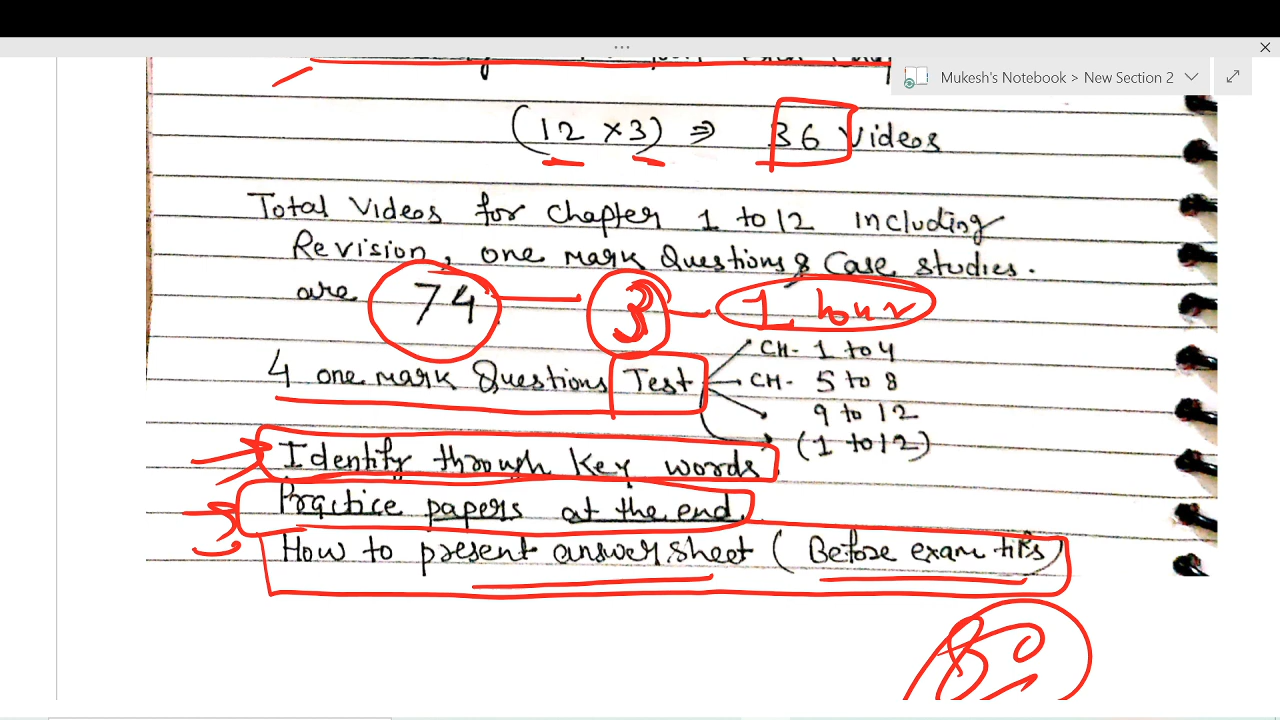 Mukesh's Notebook > New Section 2
(12 ×3) ⇒ 36 Videos
Total Videos for Chapter 1 to 12 including
Revision, one mark Questions & Case studies.
are 74 — 3 - 1 hour
4 one mark Questions Test
CH- 1 to 4
CH- 5 to 8
9 to 12
(1 to 12)
Identify through key words
Practice papers at the end
How to present answer sheet ( Before exam tips)
80